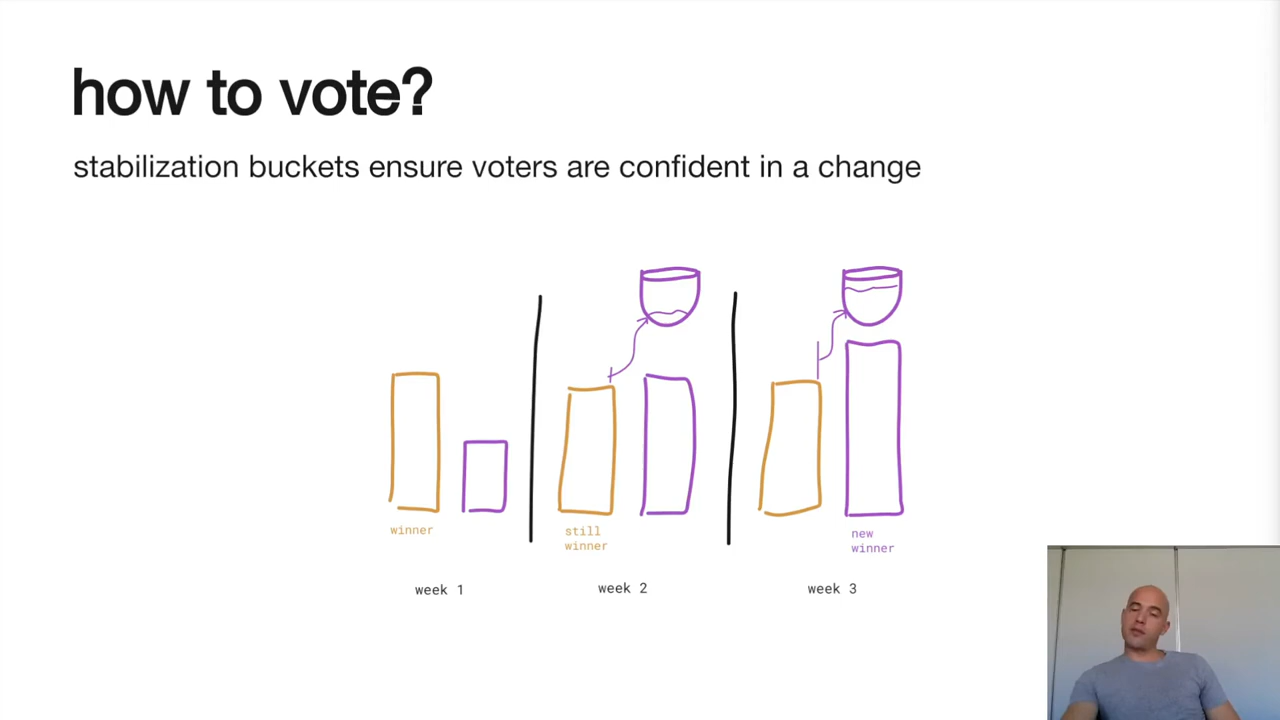 how to vote?
stabilization buckets ensure voters are confident in a change
winner
still
winner
new
winner
week 1
week 2
week 3